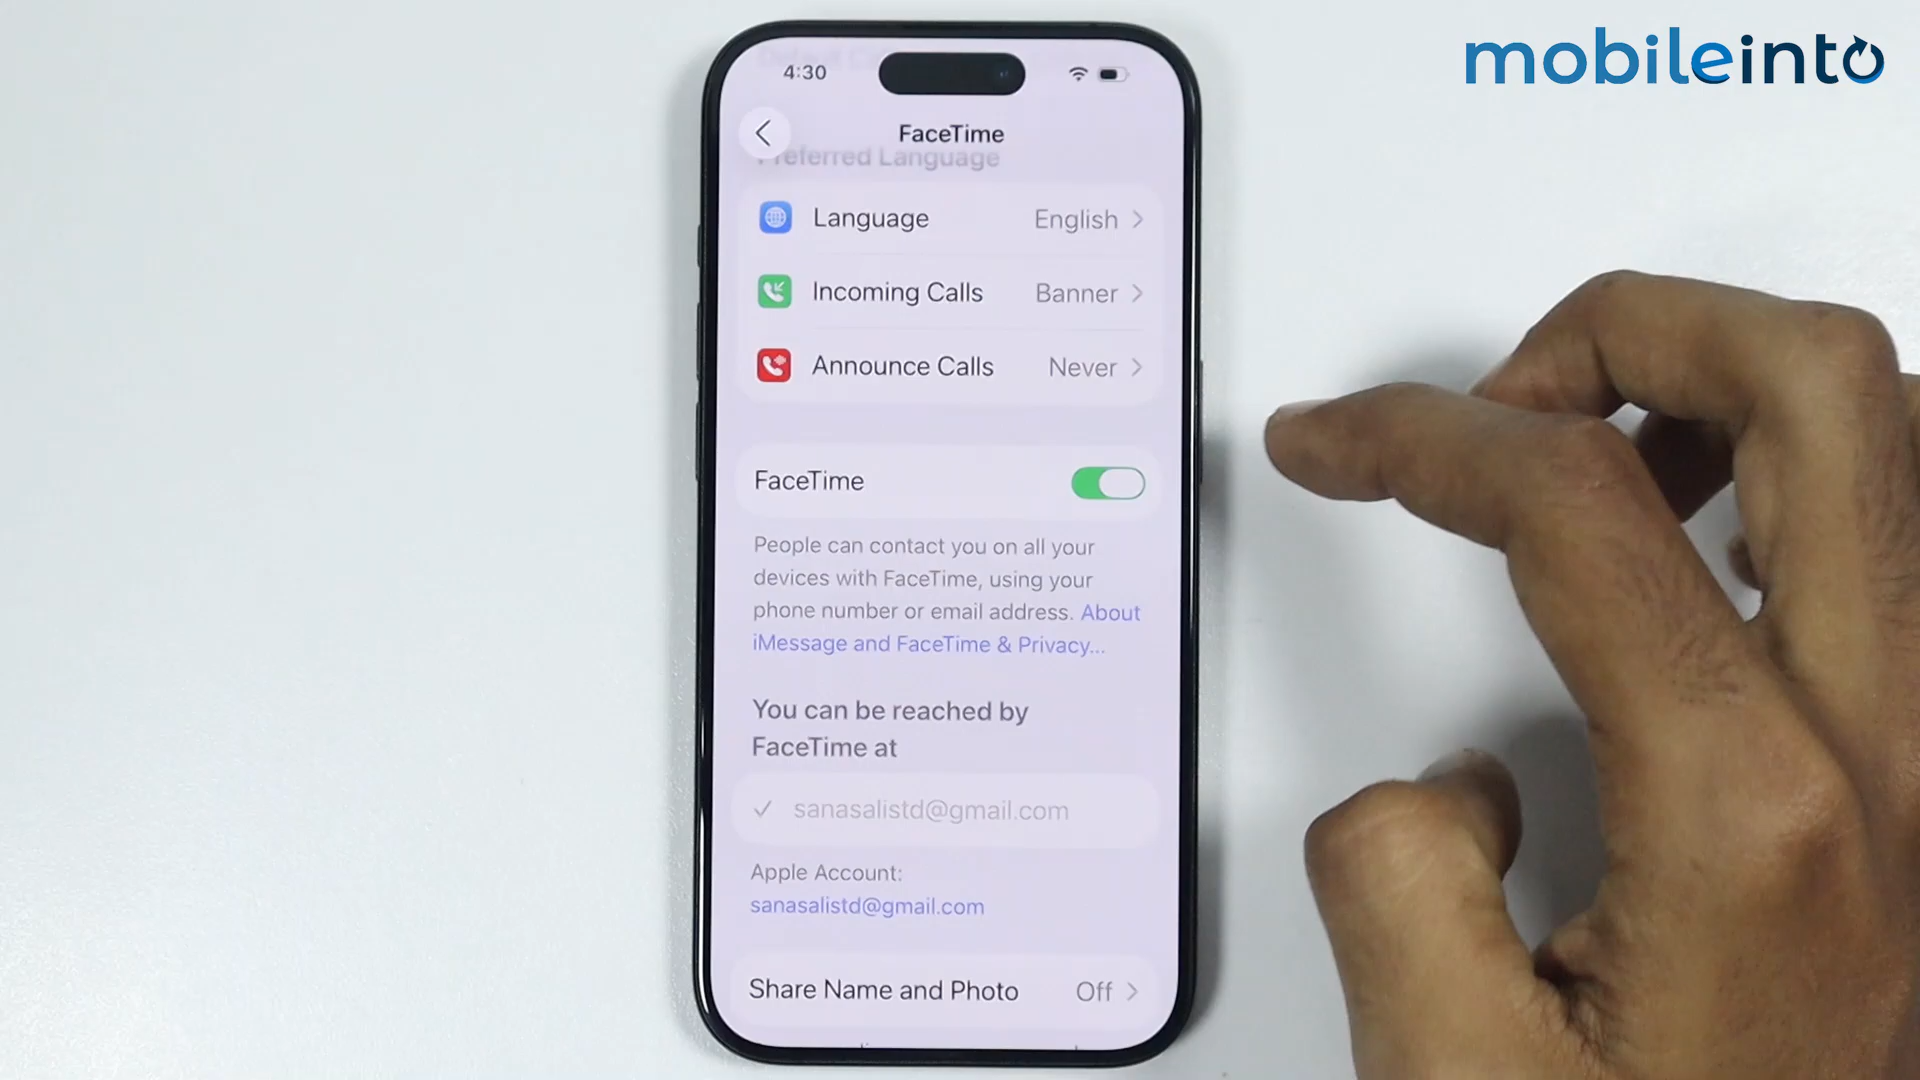 mobileinto
4:30
FaceTime
Preferred Language
Language English
Incoming Calls Banner
Announce Calls Never
FaceTime
People can contact you on all your
devices with FaceTime, using your
phone number or email address. About
iMessage and FaceTime & Privacy...
You can be reached by
FaceTime at
sanasalistd@gmail.com
Apple Account:
sanasalistd@gmail.com
Share Name and Photo Off